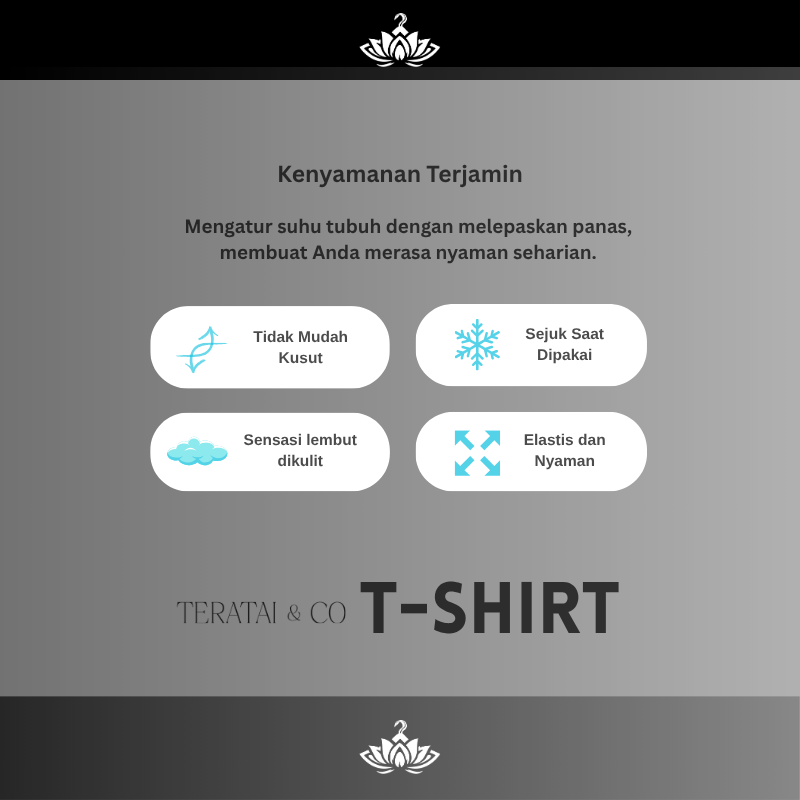 Kenyamanan Terjamin
Mengatur suhu tubuh dengan melepaskan panas,
membuat Anda merasa nyaman seharian.
Tidak Mudah
Kusut
Sejuk Saat
Dipakai
Sensasi lembut
dikulit
Elastis dan
Nyaman
TERATAI & CO T-SHIRT